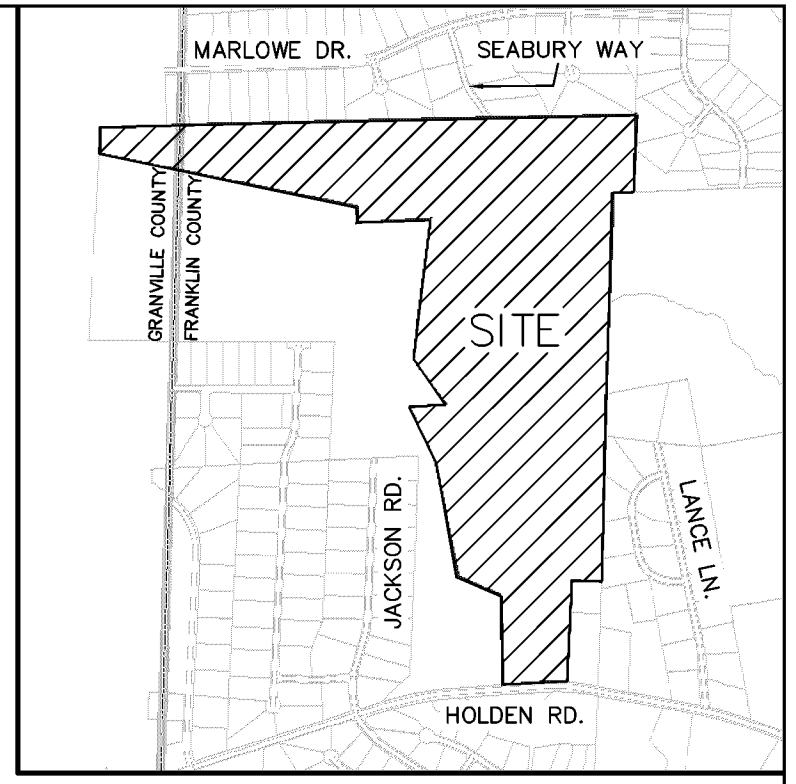 MARLOWE DR.
SEABURY WAY
GRANVILLE COUNTY
FRANKLIN COUNTY
SITE
JACKSON RD.
LANCE LN.
HOLDEN RD.